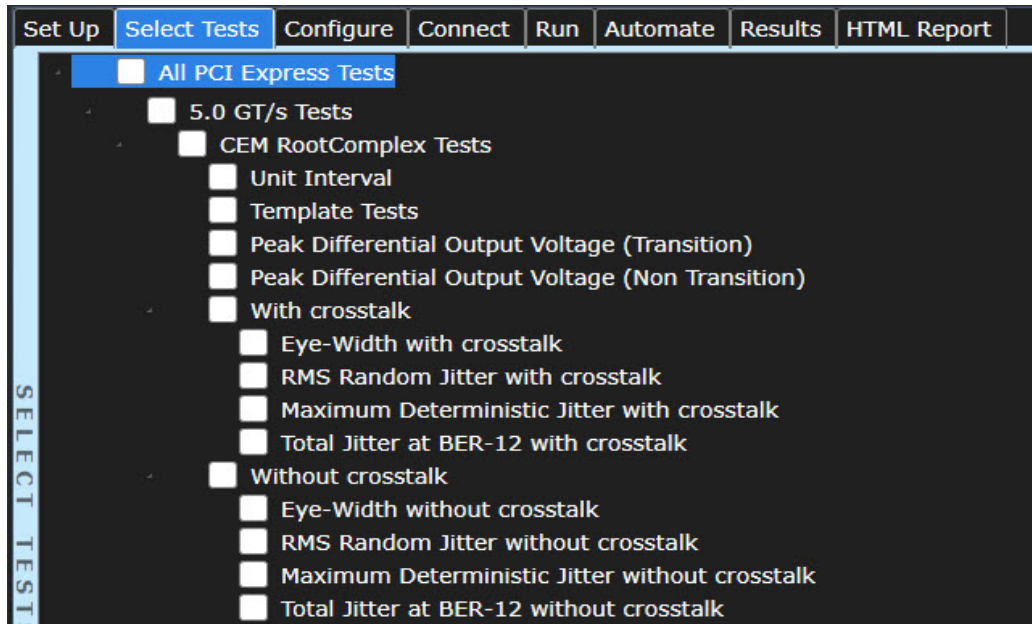 Set Up Select Tests Configure Connect Run Automate Results HTML Report
All PCI Express Tests
5.0 GT/s Tests
CEM RootComplex Tests
Unit Interval
Template Tests
Peak Differential Output Voltage (Transition)
Peak Differential Output Voltage (Non Transition)
With crosstalk
Eye-Width with crosstalk
RMS Random Jitter with crosstalk
Maximum Deterministic Jitter with crosstalk
Total Jitter at BER-12 with crosstalk
Without crosstalk
Eye-Width without crosstalk
RMS Random Jitter without crosstalk
Maximum Deterministic Jitter without crosstalk
Total Jitter at BER-12 without crosstalk
SELECT TEST